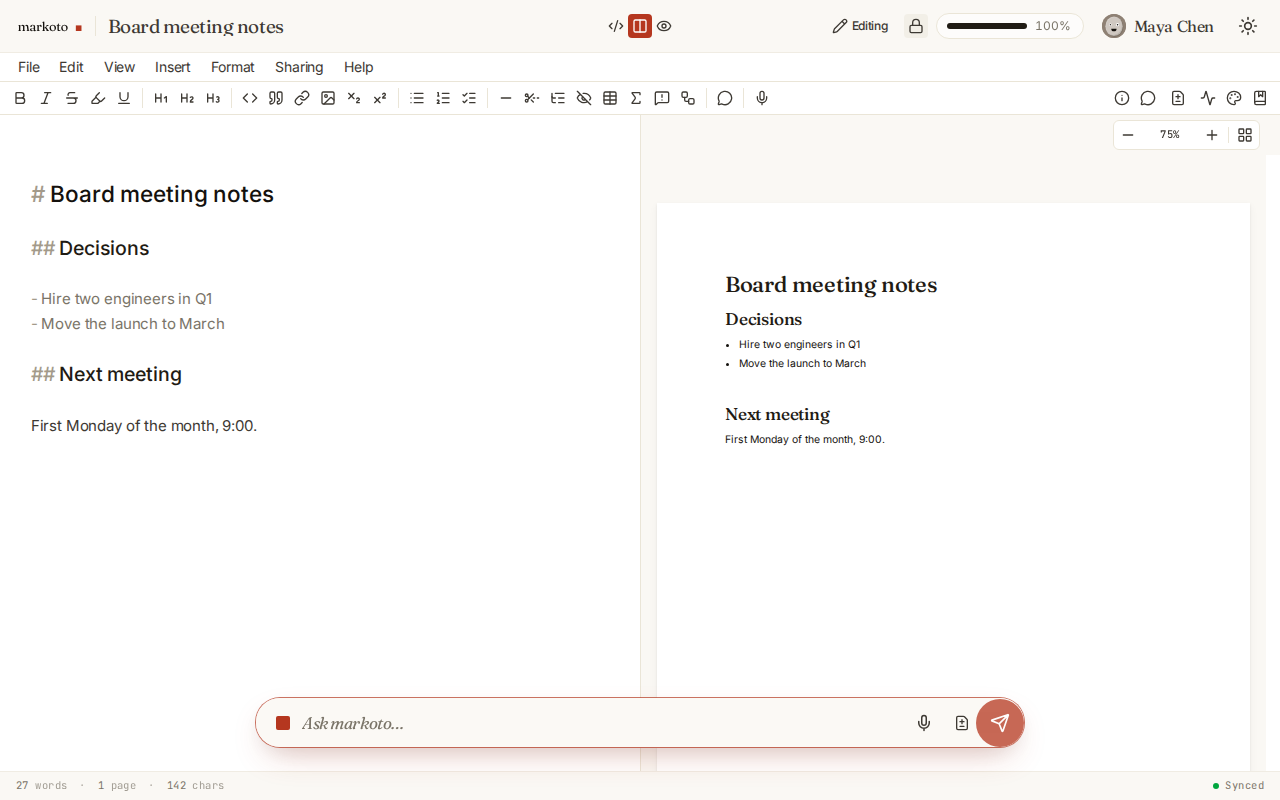 markoto
Board meeting notes
Editing
100%
Maya Chen
File Edit View Insert Format Sharing Help
H1 H2 H3
75%
# Board meeting notes
## Decisions
- Hire two engineers in Q1
- Move the launch to March
## Next meeting
First Monday of the month, 9:00.
Board meeting notes
Decisions
• Hire two engineers in Q1
• Move the launch to March
Next meeting
First Monday of the month, 9:00.
Ask markoto...
27 words · 1 page · 142 chars
Synced